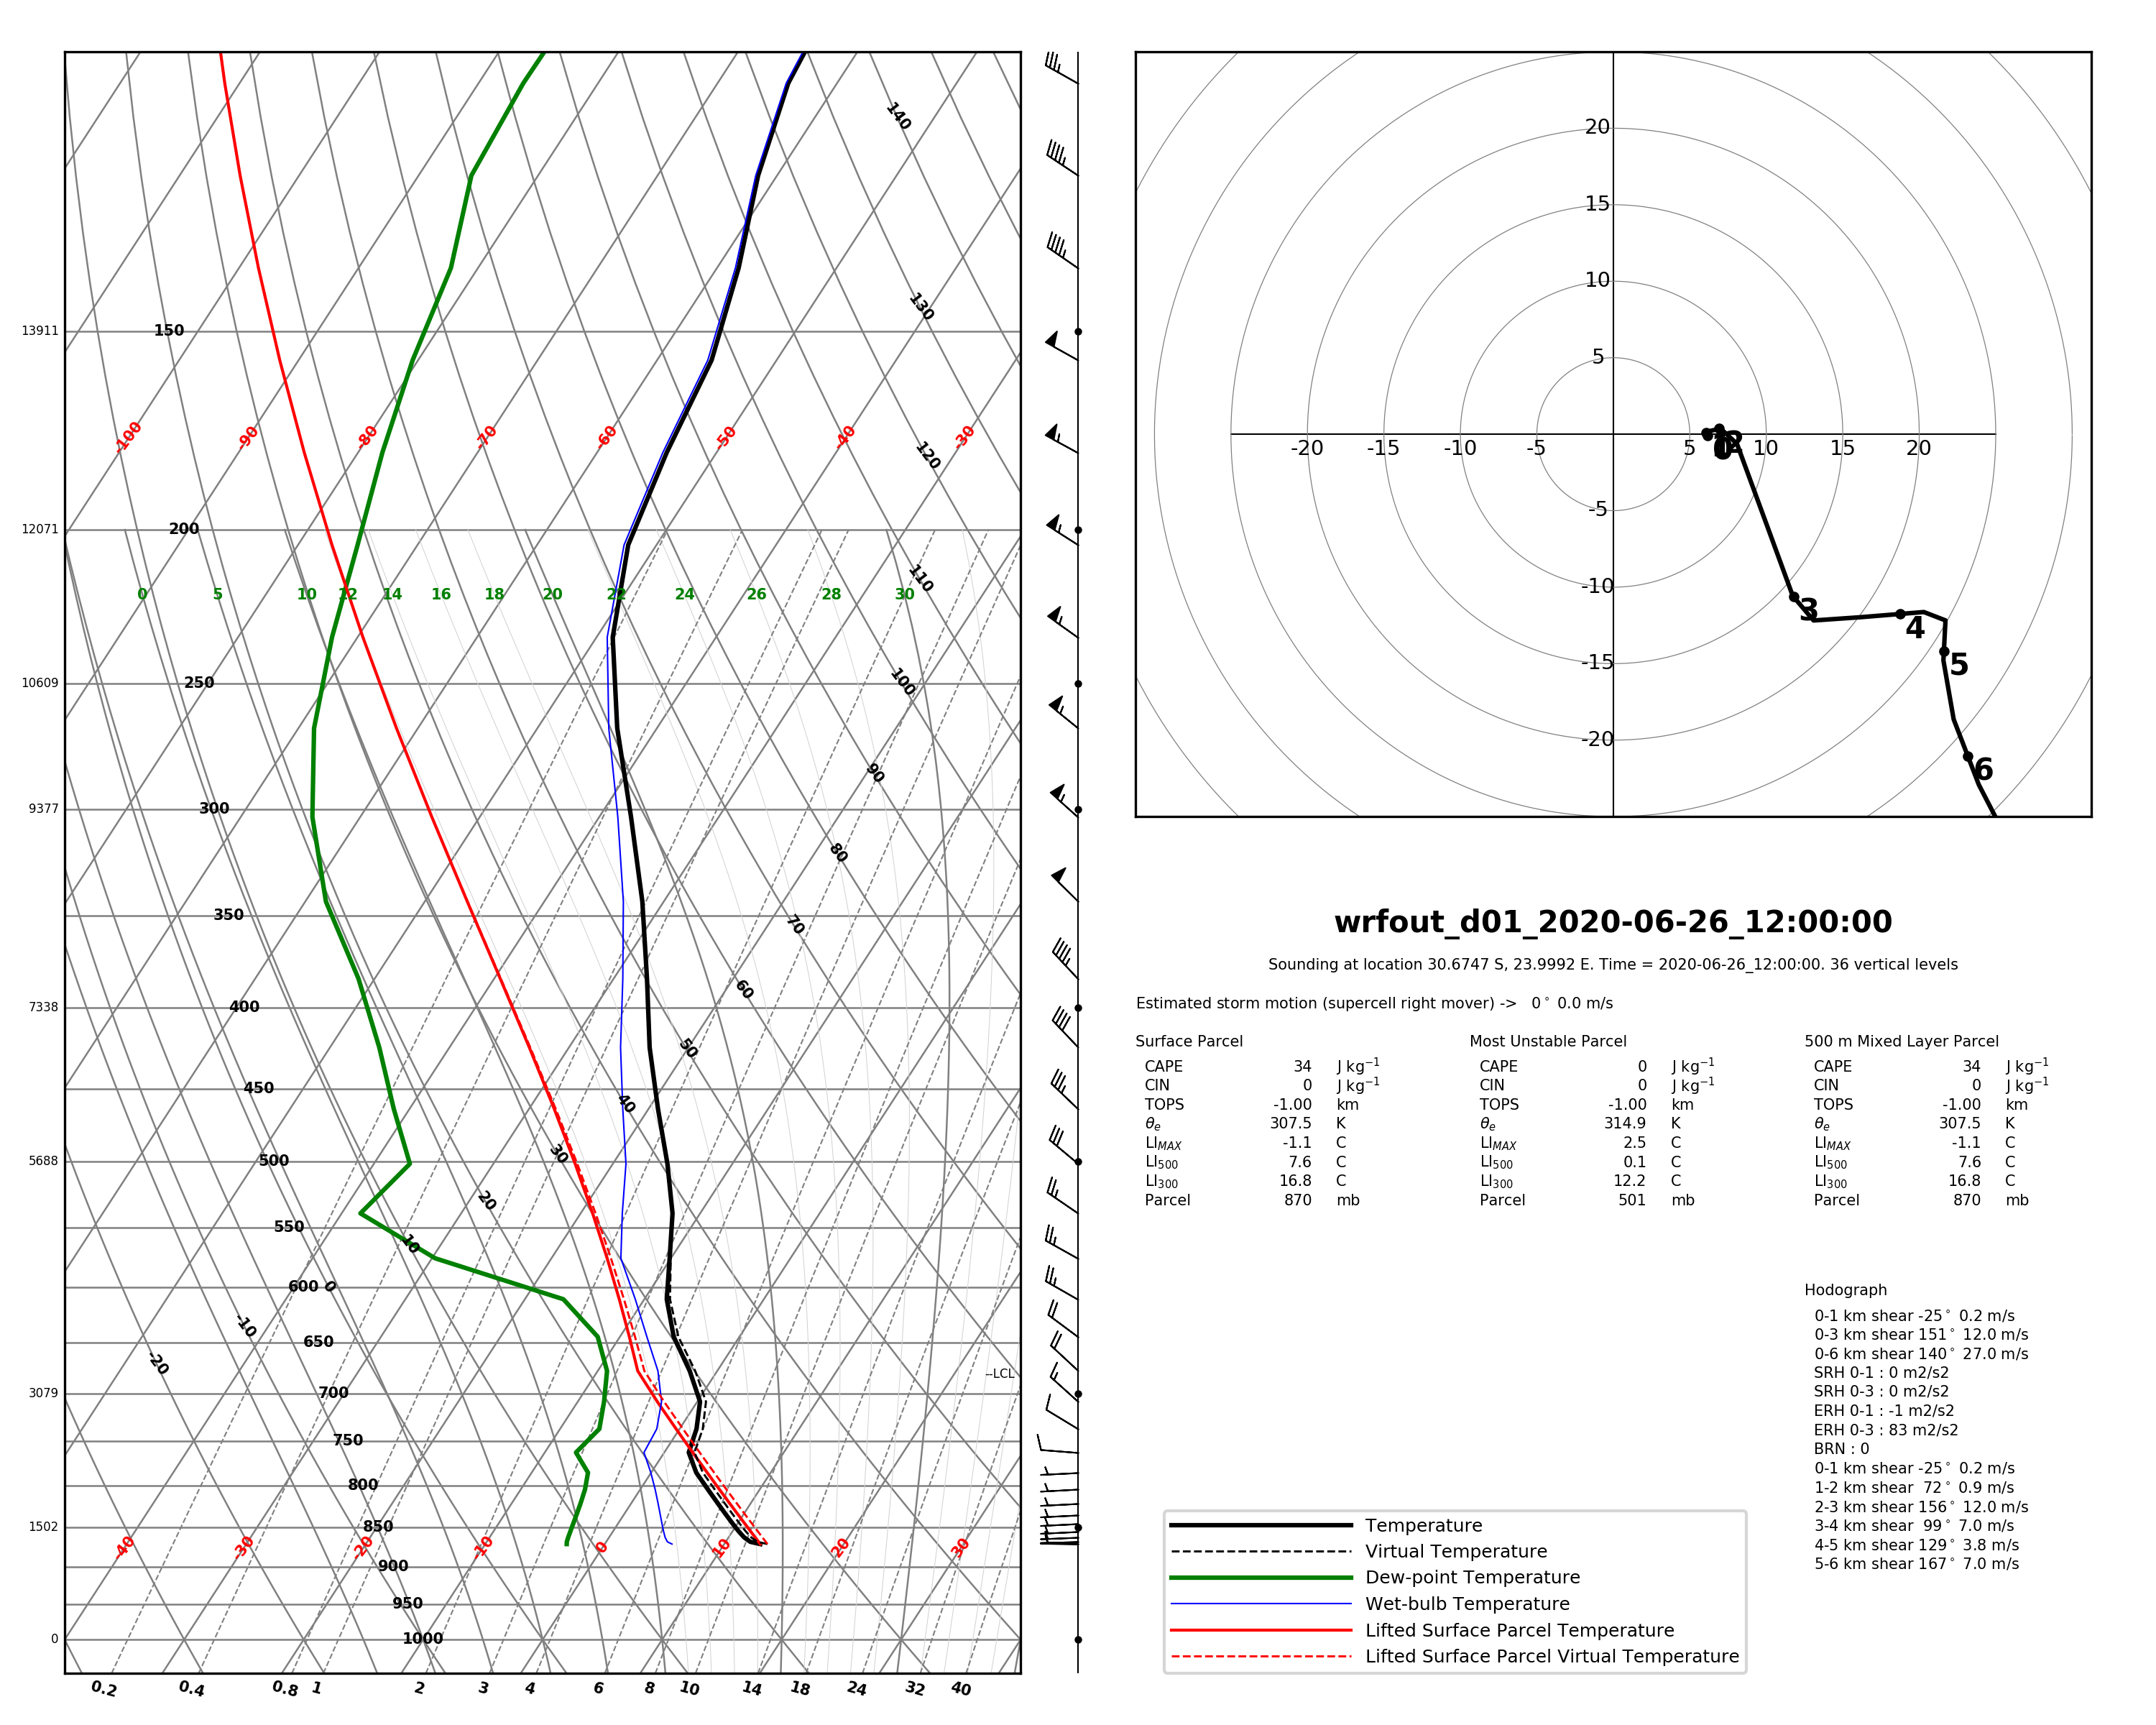 140
130
13911 150
-100 -90 -80 -70 -60 -50 -40 -30
120
12071 200
110
0 5 10 12 14 16 18 20 22 24 26 28 30
10609 250
100
90
9377 300
80
350
70
7338 400
60
50
450
40
5688 500
30
20
550
10
600 0
-10
650
-20
--LCL
3079 700
750
800
1502 850
-40 -30 -20 -10 0 10 20 30
900
950
0 1000
0.2 0.4 0.8 1 2 3 4 6 8 10 14 18 24 32 40
20
15
10
5
-20 -15 -10 -5 5 10 15 20
0 1 2
-5
-10
3
4
-15
5
-20
6
wrfout_d01_2020-06-26_12:00:00
Sounding at location 30.6747 S, 23.9992 E. Time = 2020-06-26_12:00:00. 36 vertical levels
Estimated storm motion (supercell right mover) -> 0° 0.0 m/s
Surface Parcel
CAPE 34 J kg⁻¹
CIN 0 J kg⁻¹
TOPS -1.00 km
θₑ 307.5 K
LI_MAX -1.1 C
LI₅₀₀ 7.6 C
LI₃₀₀ 16.8 C
Parcel 870 mb
Most Unstable Parcel
CAPE 0 J kg⁻¹
CIN 0 J kg⁻¹
TOPS -1.00 km
θₑ 314.9 K
LI_MAX 2.5 C
LI₅₀₀ 0.1 C
LI₃₀₀ 12.2 C
Parcel 501 mb
500 m Mixed Layer Parcel
CAPE 34 J kg⁻¹
CIN 0 J kg⁻¹
TOPS -1.00 km
θₑ 307.5 K
LI_MAX -1.1 C
LI₅₀₀ 7.6 C
LI₃₀₀ 16.8 C
Parcel 870 mb
Hodograph
0-1 km shear -25° 0.2 m/s
0-3 km shear 151° 12.0 m/s
0-6 km shear 140° 27.0 m/s
SRH 0-1 : 0 m2/s2
SRH 0-3 : 0 m2/s2
ERH 0-1 : -1 m2/s2
ERH 0-3 : 83 m2/s2
BRN : 0
0-1 km shear -25° 0.2 m/s
1-2 km shear 72° 0.9 m/s
2-3 km shear 156° 12.0 m/s
3-4 km shear 99° 7.0 m/s
4-5 km shear 129° 3.8 m/s
5-6 km shear 167° 7.0 m/s
Temperature
Virtual Temperature
Dew-point Temperature
Wet-bulb Temperature
Lifted Surface Parcel Temperature
Lifted Surface Parcel Virtual Temperature